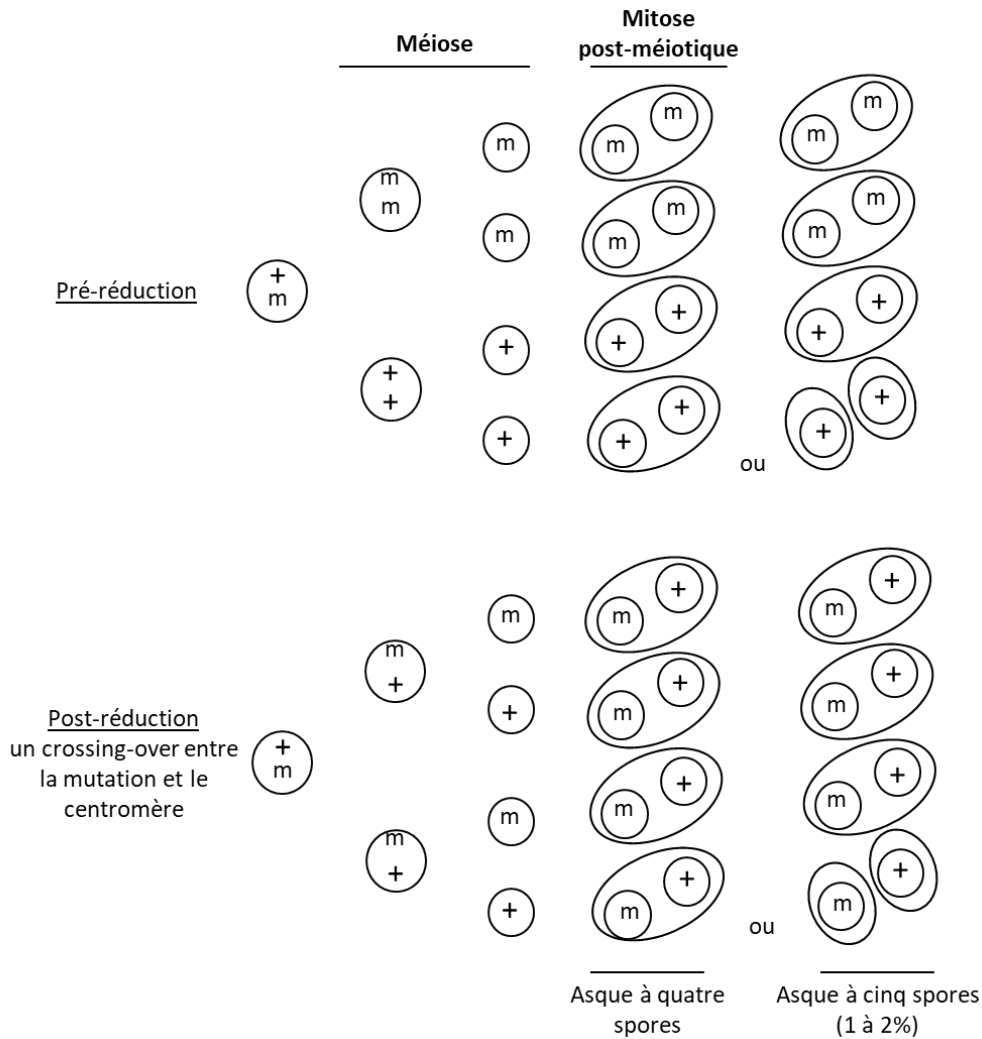 Méiose
Mitose
post-méiotique
m m
m
m m
m
m m
m
m m
m m
Pré-réduction
+
m
+ +
+ +
+
+
+
+ +
+
+ +
+ +
ou
m + +
m m
m
+
m + +
+ m m
Post-réduction
un crossing-over entre
la mutation et le
centromère
+
m
m + +
m m
m
+
+ + +
m m
ou
Asque à quatre
spores
Asque à cinq spores
(1 à 2%)